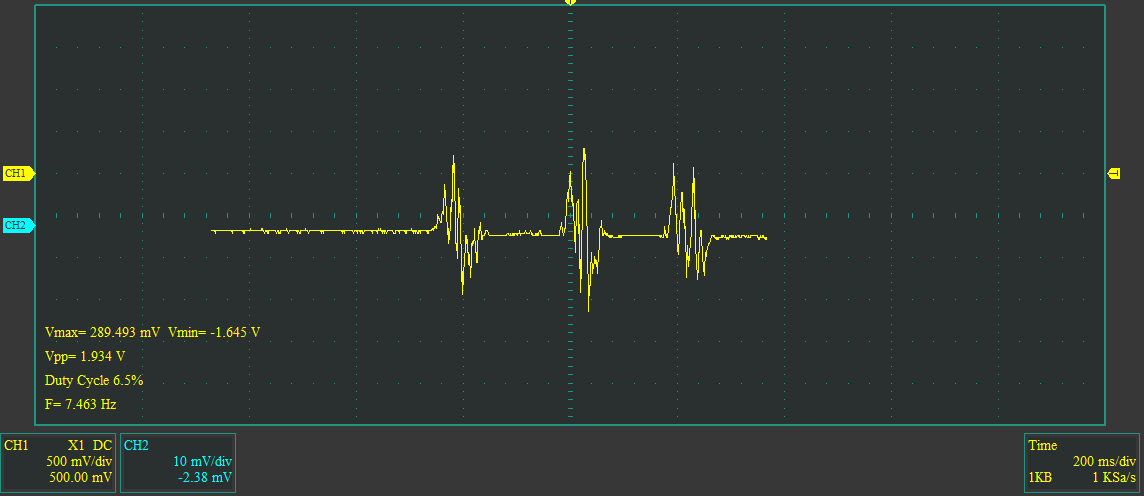 CH1
CH2
Vmax= 289.493 mV Vmin= -1.645 V
Vpp= 1.934 V
Duty Cycle 6.5%
F= 7.463 Hz
CH1 X1 DC
500 mV/div
500.00 mV
CH2
10 mV/div
-2.38 mV
Time
200 ms/div
1KB 1 KSa/s